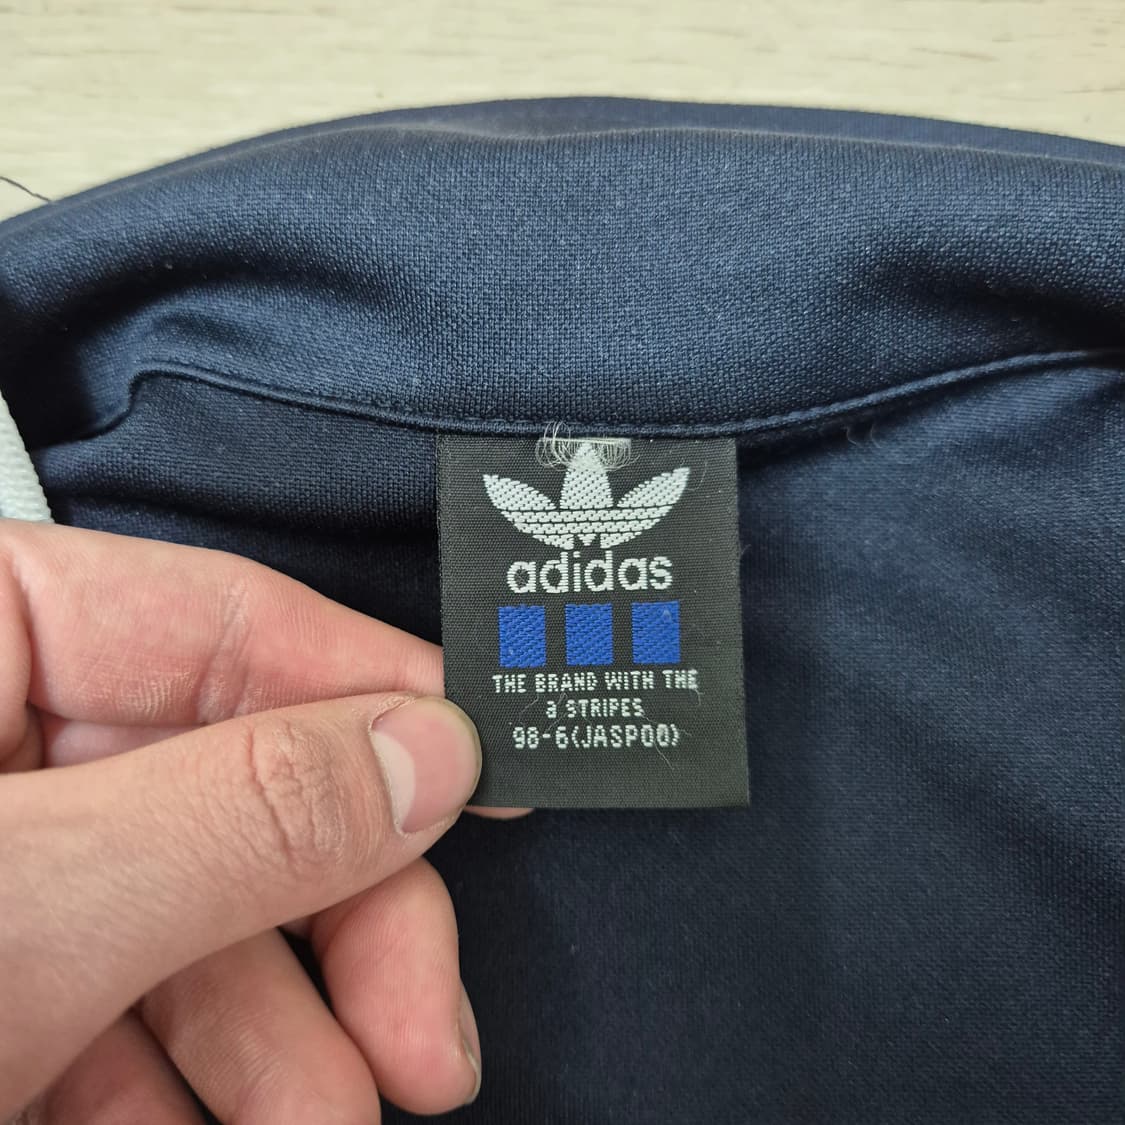 adidas
THE BRAND WITH THE
3 STRIPES
98-6(JASPOO)